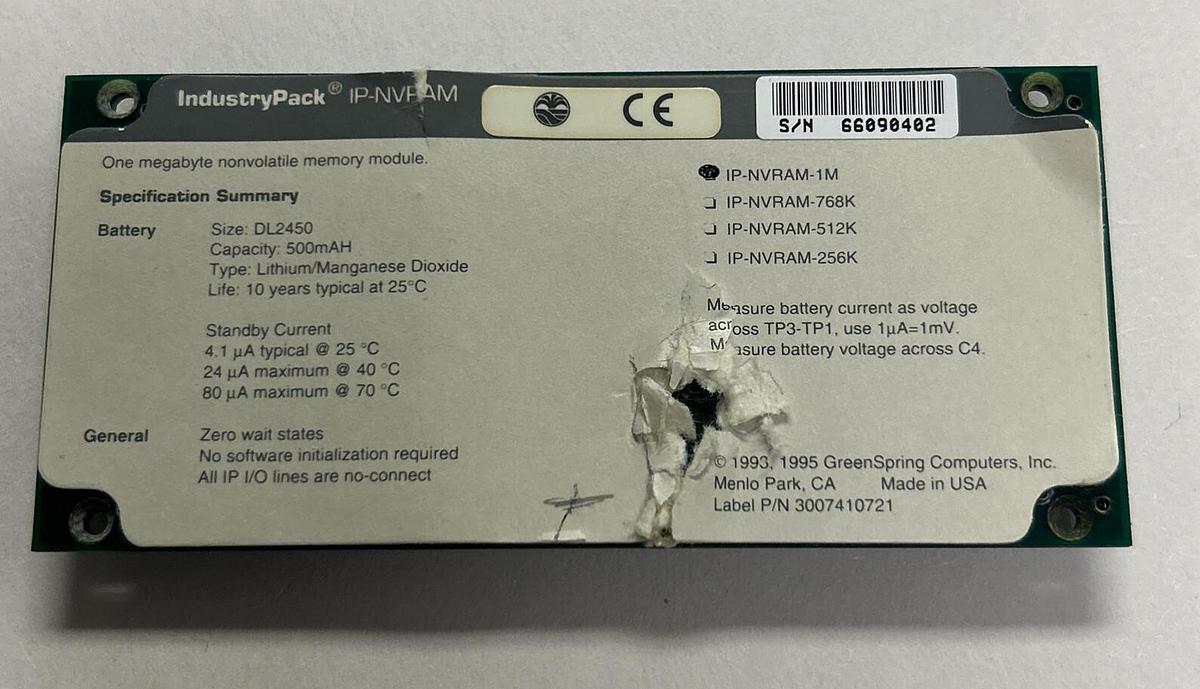 IndustryPack® IP-NVRAM
CE
S/N 66090402
One megabyte nonvolatile memory module.
Specification Summary
Battery
Size: DL2450
Capacity: 500mAH
Type: Lithium/Manganese Dioxide
Life: 10 years typical at 25°C
Standby Current
4.1 µA typical @ 25 °C
24 µA maximum @ 40 °C
80 µA maximum @ 70 °C
General
Zero wait states
No software initialization required
All IP I/O lines are no-connect
IP-NVRAM-1M
IP-NVRAM-768K
IP-NVRAM-512K
IP-NVRAM-256K
Measure battery current as voltage
across TP3-TP1, use 1µA=1mV.
Measure battery voltage across C4.
© 1993, 1995 GreenSpring Computers, Inc.
Menlo Park, CA Made in USA
Label P/N 3007410721